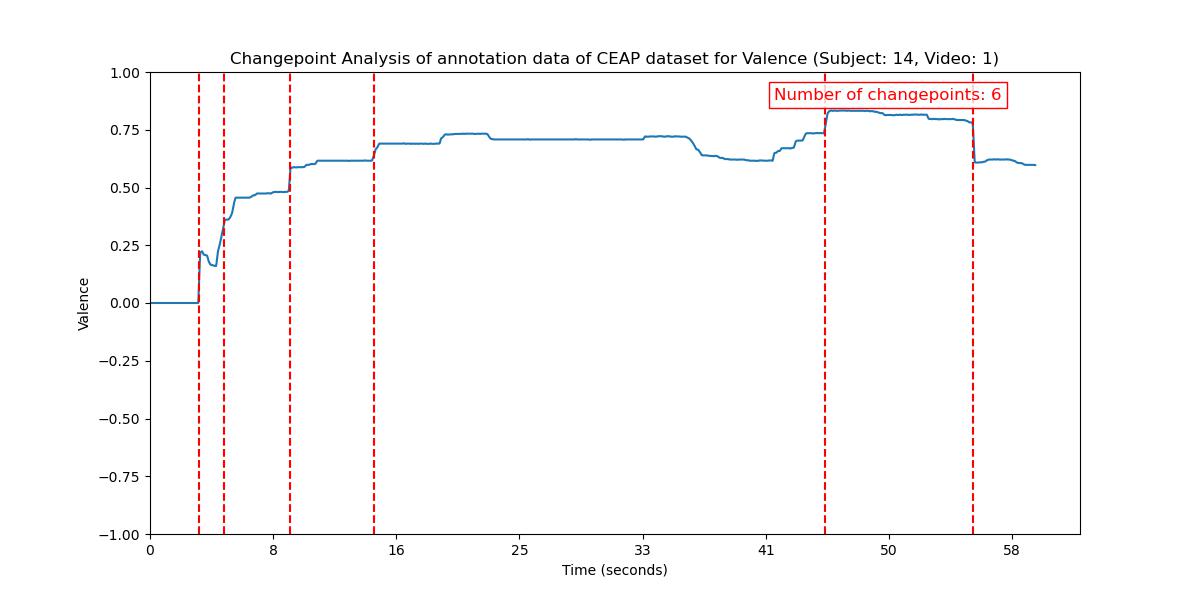 Changepoint Analysis of annotation data of CEAP dataset for Valence (Subject: 14, Video: 1)
Number of changepoints: 6
1.00
0.75
0.50
0.25
0.00
−0.25
−0.50
−0.75
−1.00
Valence
0 8 16 25 33 41 50 58
Time (seconds)